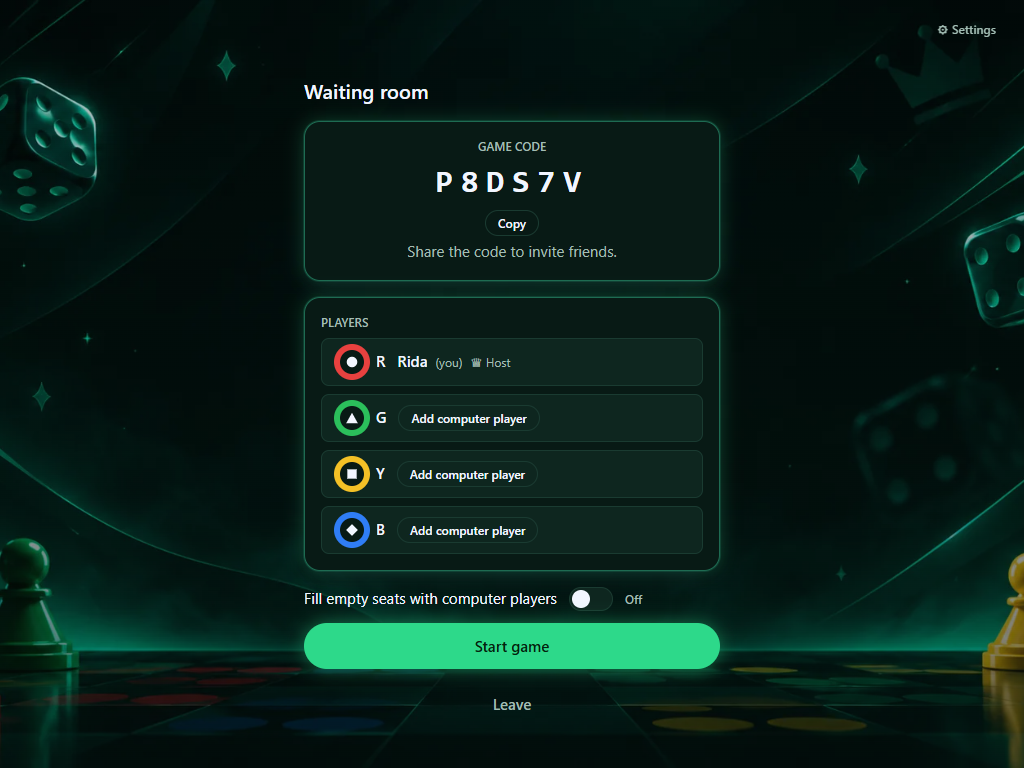 ⚙ Settings
Waiting room
GAME CODE
P8DS7V
Copy
Share the code to invite friends.
PLAYERS
R Rida (you) ♛ Host
G Add computer player
Y Add computer player
B Add computer player
Fill empty seats with computer players Off
Start game
Leave